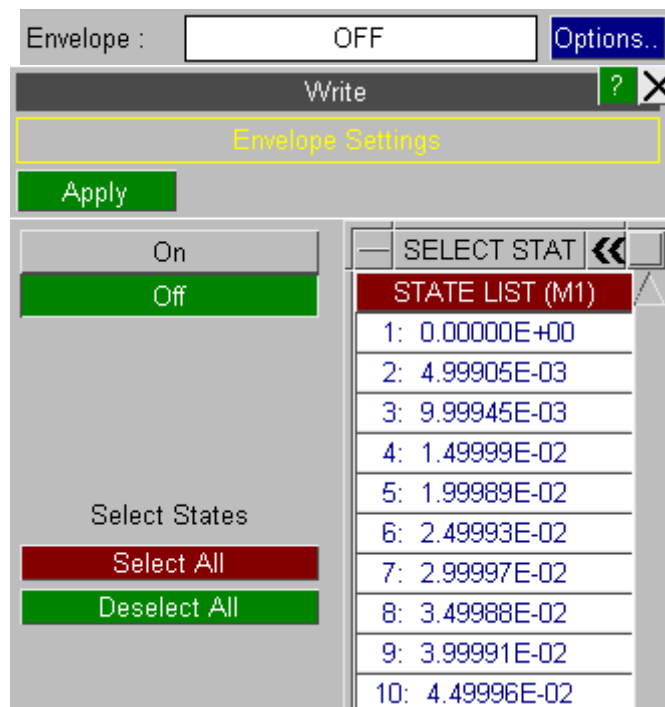 Envelope : OFF Options..
Write ? X
Envelope Settings
Apply
On
Off
Select States
Select All
Deselect All
SELECT STAT
STATE LIST (M1)
1: 0.00000E+00
2: 4.99905E-03
3: 9.99945E-03
4: 1.49999E-02
5: 1.99989E-02
6: 2.49993E-02
7: 2.99997E-02
8: 3.49988E-02
9: 3.99991E-02
10: 4.49996E-02